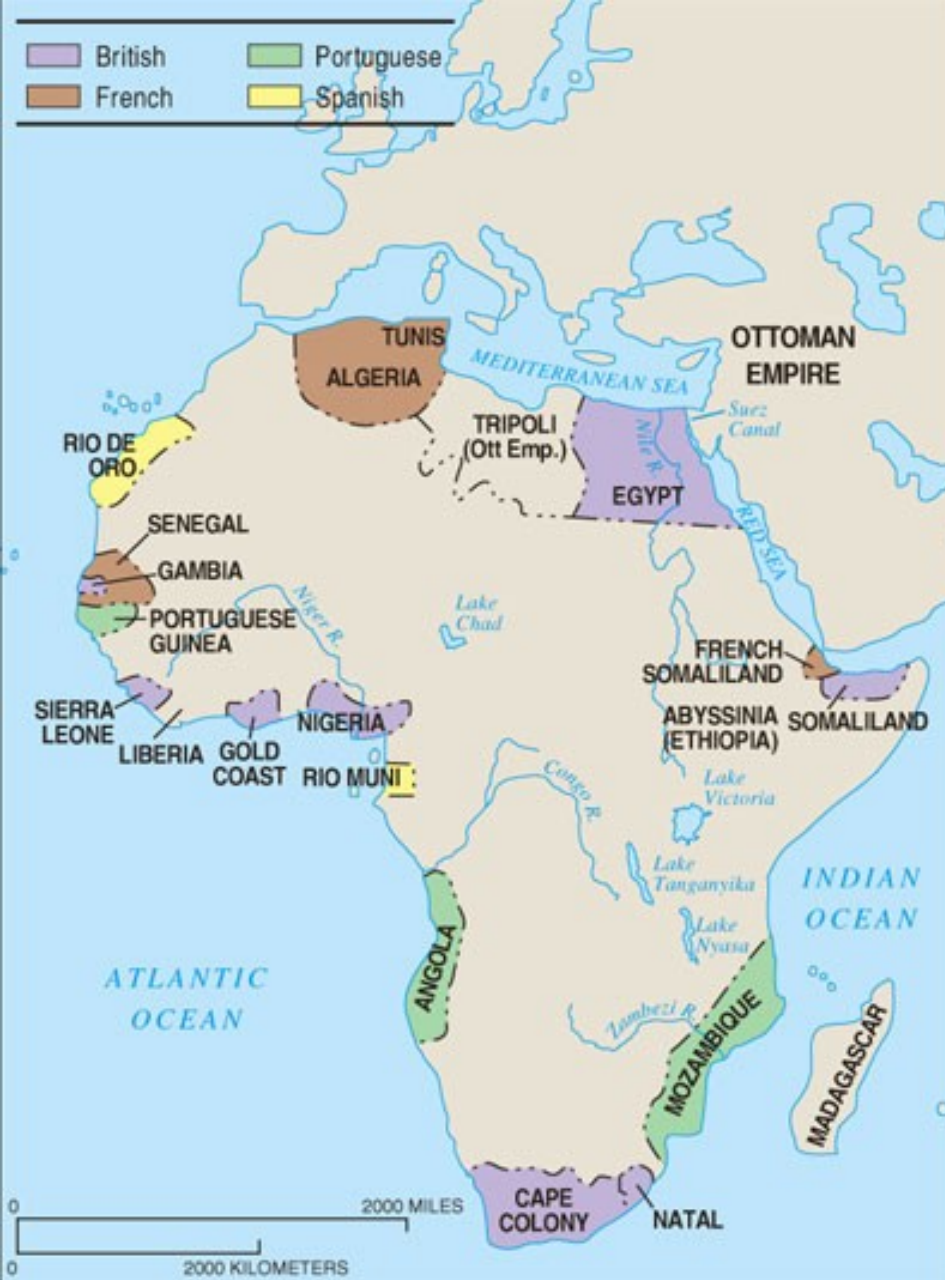 British
Portuguese
French
Spanish
OTTOMAN
EMPIRE
TUNIS
ALGERIA
MEDITERRANEAN SEA
Suez
Canal
TRIPOLI
(Ott Emp.)
Nile R.
EGYPT
RED SEA
RIO DE
ORO
SENEGAL
GAMBIA
PORTUGUESE
GUINEA
Niger R.
Lake
Chad
FRENCH
SOMALILAND
ABYSSINIA
(ETHIOPIA)
SOMALILAND
SIERRA
LEONE
LIBERIA
GOLD
COAST
NIGERIA
RIO MUNI
Congo R.
Lake
Victoria
Lake
Tanganyika
Lake
Nyasa
INDIAN
OCEAN
ATLANTIC
OCEAN
ANGOLA
Zambezi R.
MOZAMBIQUE
MADAGASCAR
CAPE
COLONY
NATAL
0
2000 MILES
0
2000 KILOMETERS